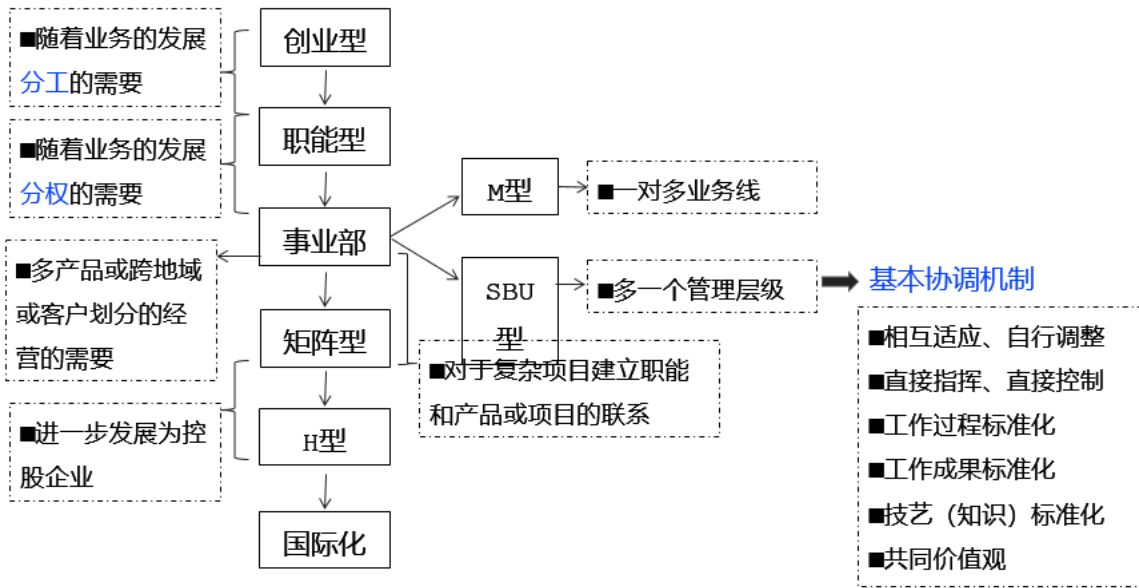 ■随着业务的发展
分工的需要
创业型
■随着业务的发展
分权的需要
职能型
M型
■一对多业务线
事业部
■多产品或跨地域
或客户划分的经
营的需要
SBU
型
■多一个管理层级
基本协调机制
■相互适应、自行调整
■直接指挥、直接控制
■工作过程标准化
■工作成果标准化
■技艺（知识）标准化
■共同价值观
矩阵型
■对于复杂项目建立职能
和产品或项目的联系
■进一步发展为控
股企业
H型
国际化